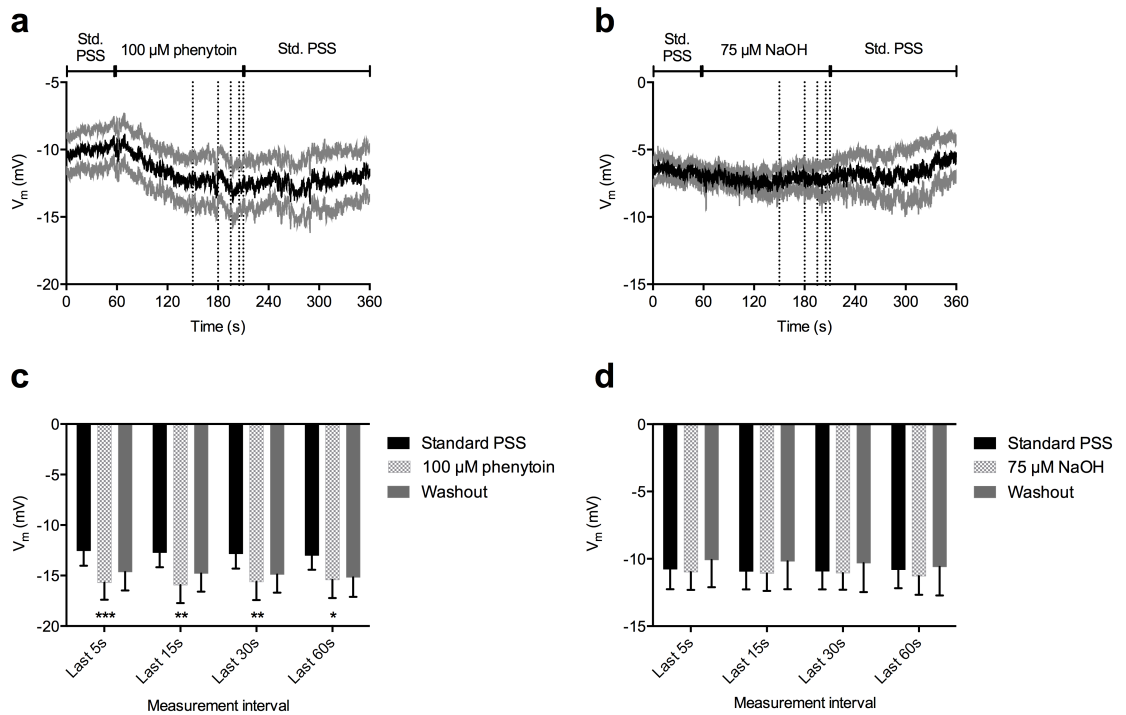 a
Std.
PSS
100 µM phenytoin
Std. PSS
-5
-10
-15
-20
Vm (mV)
0 60 120 180 240 300 360
Time (s)
b
Std.
PSS
75 µM NaOH
Std. PSS
0
-5
-10
-15
Vm (mV)
0 60 120 180 240 300 360
Time (s)
c
0
-5
-10
-15
-20
Vm (mV)
*** ** ** *
Last 5s Last 15s Last 30s Last 60s
Measurement interval
Standard PSS
100 µM phenytoin
Washout
d
0
-5
-10
-15
Vm (mV)
Last 5s Last 15s Last 30s Last 60s
Measurement interval
Standard PSS
75 µM NaOH
Washout